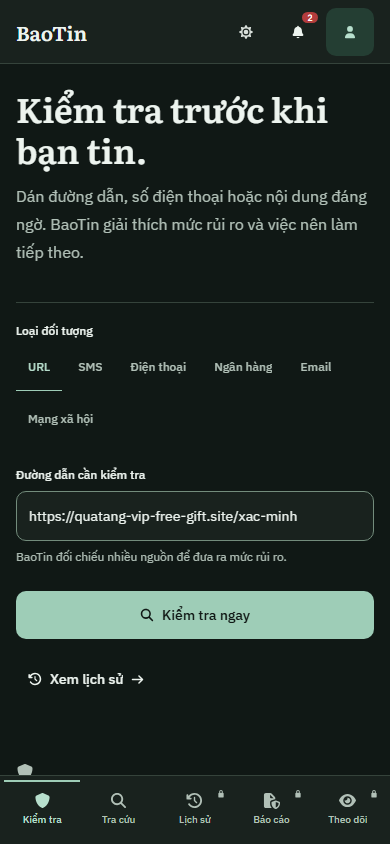 BaoTin
2
Kiểm tra trước khi
bạn tin.
Dán đường dẫn, số điện thoại hoặc nội dung đáng
ngờ. BaoTin giải thích mức rủi ro và việc nên làm
tiếp theo.
Loại đối tượng
URL SMS Điện thoại Ngân hàng Email
Mạng xã hội
Đường dẫn cần kiểm tra
https://quatang-vip-free-gift.site/xac-minh
BaoTin đối chiếu nhiều nguồn để đưa ra mức rủi ro.
Kiểm tra ngay
Xem lịch sử →
Kiểm tra Tra cứu Lịch sử Báo cáo Theo dõi